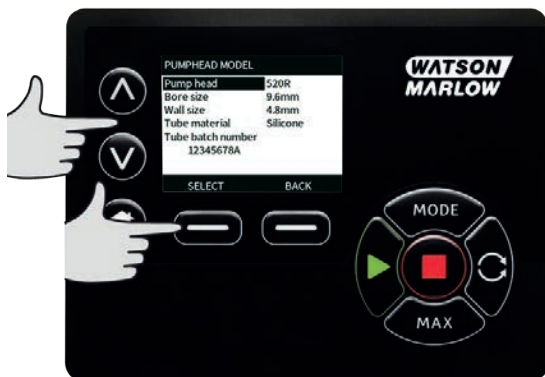 PUMPHEAD MODEL
Pump head 520R
Bore size 9.6mm
Wall size 4.8mm
Tube material Silicone
Tube batch number
12345678A
SELECT BACK
WATSON
MARLOW
MODE
MAX